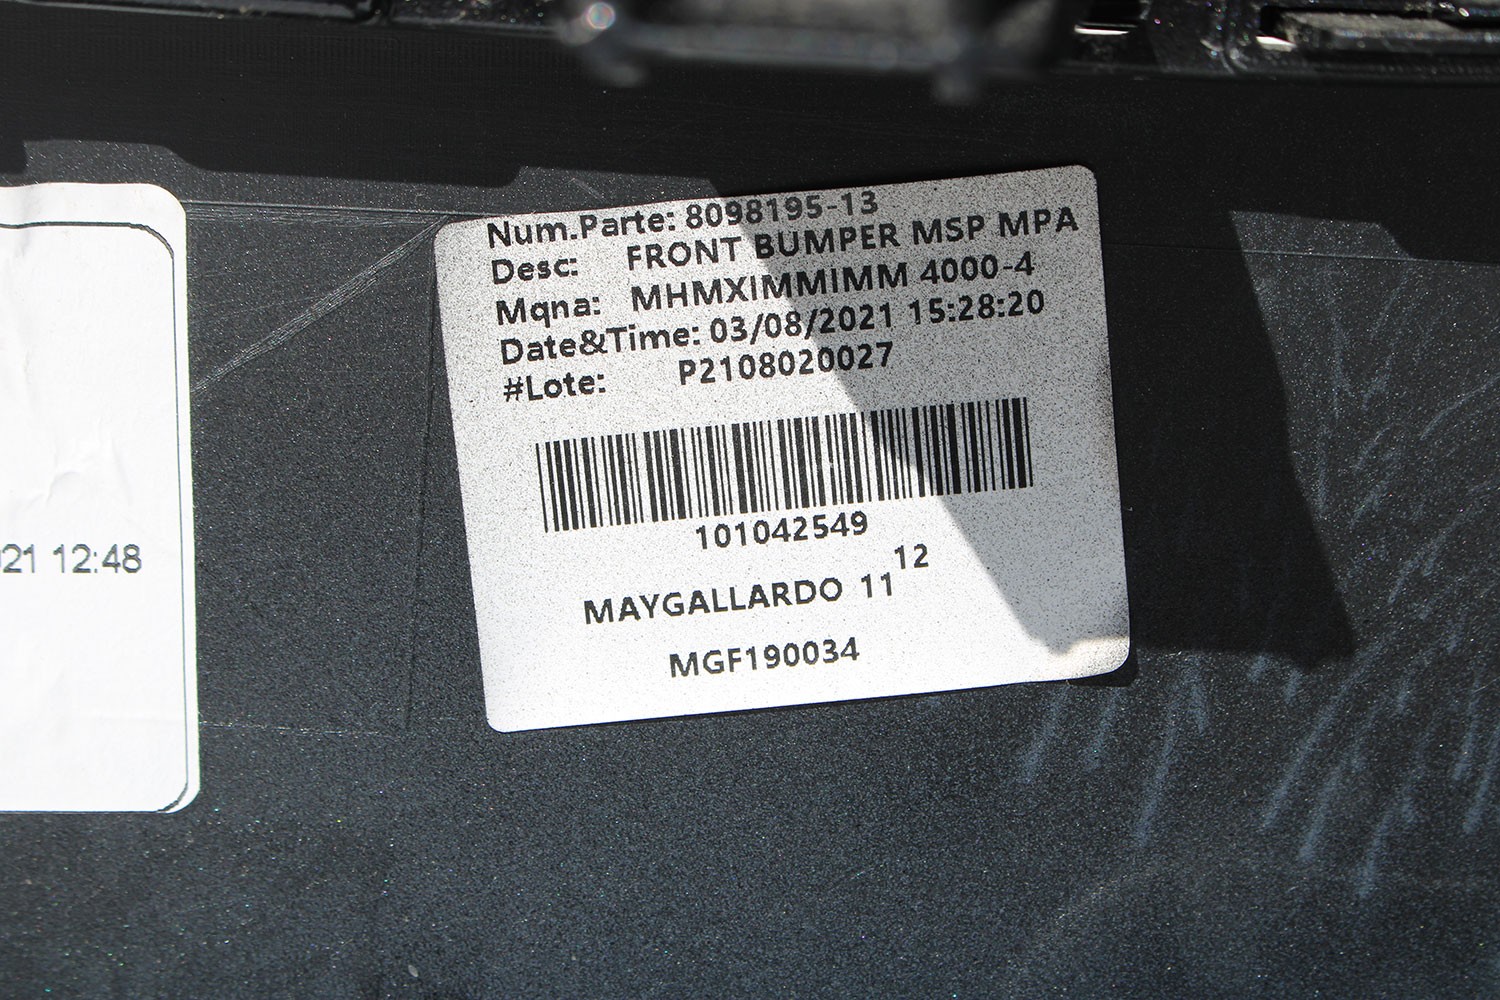 Num.Parte: 8098195-13
Desc: FRONT BUMPER MSP MPA
Mqna: MHMXIMMIMM 4000-4
Date&Time: 03/08/2021 15:28:20
#Lote: P2108020027
101042549
MAYGALLARDO 11 12
MGF190034
21 12:48